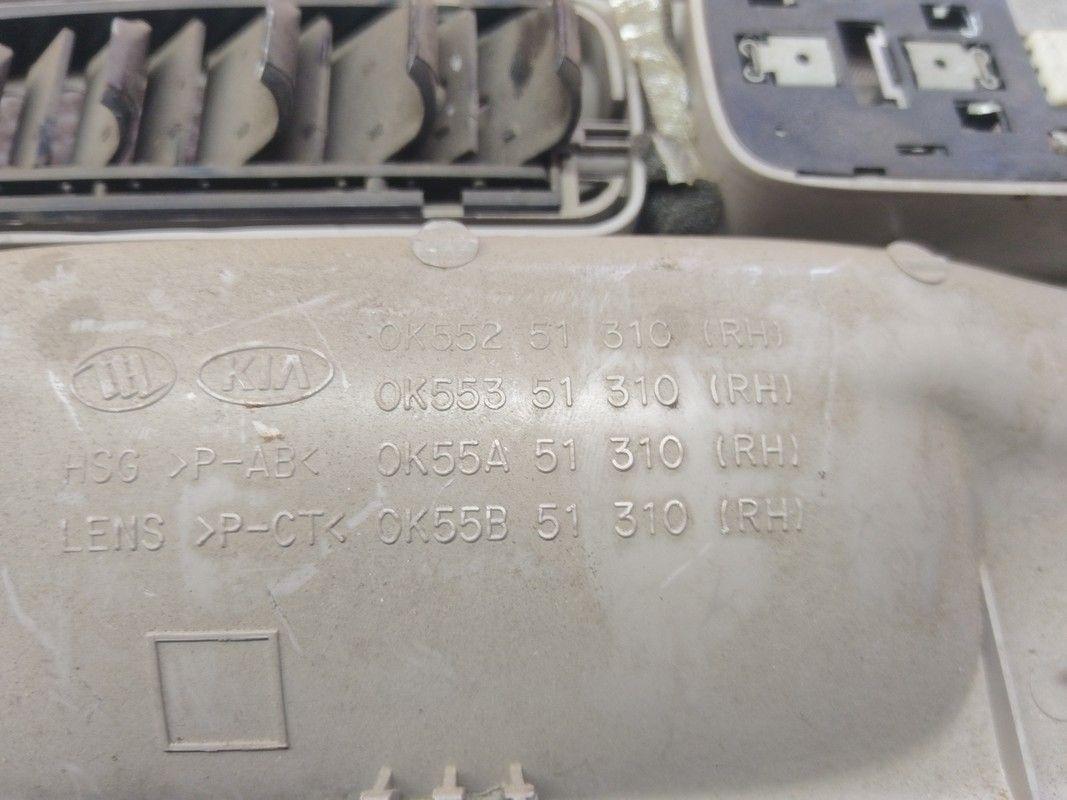 KIA 0K552 51 310 (RH)
0K553 51 310 (RH)
HSG >P-AB< 0K55A 51 310 (RH)
LENS >P-CT< 0K55B 51 310 (RH)